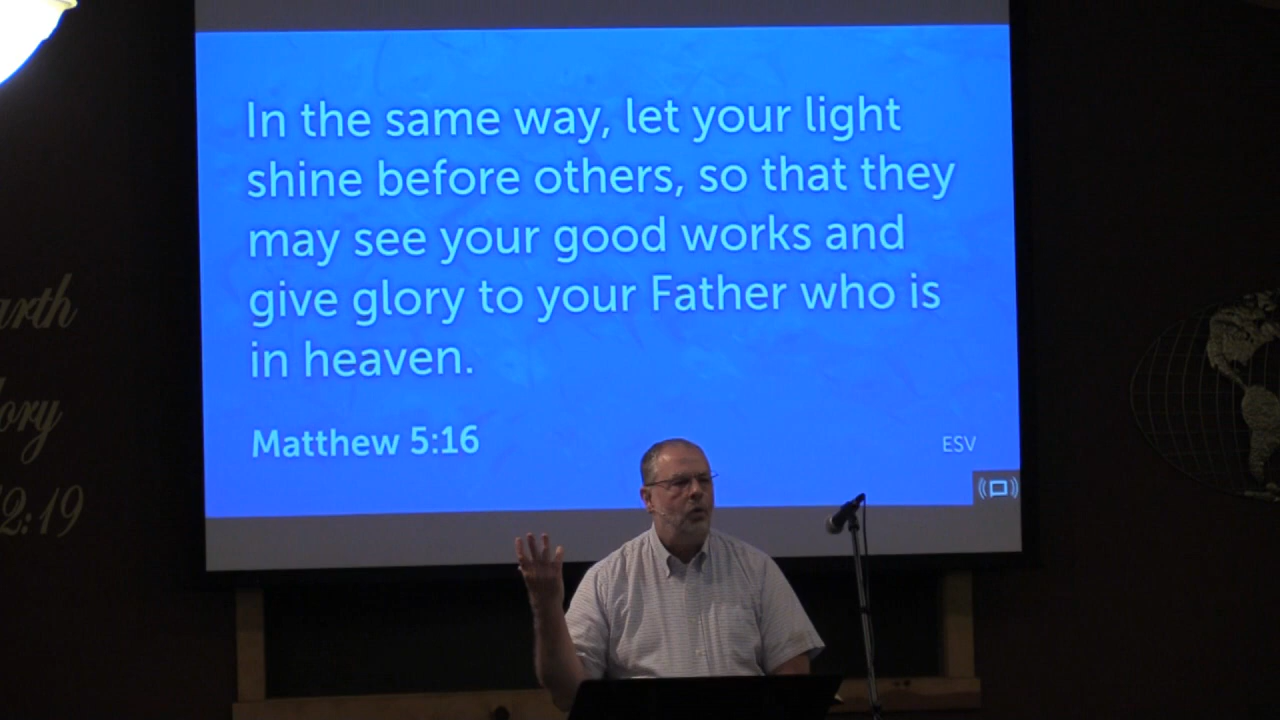 In the same way, let your light
shine before others, so that they
may see your good works and
give glory to your Father who is
in heaven.
Matthew 5:16
ESV